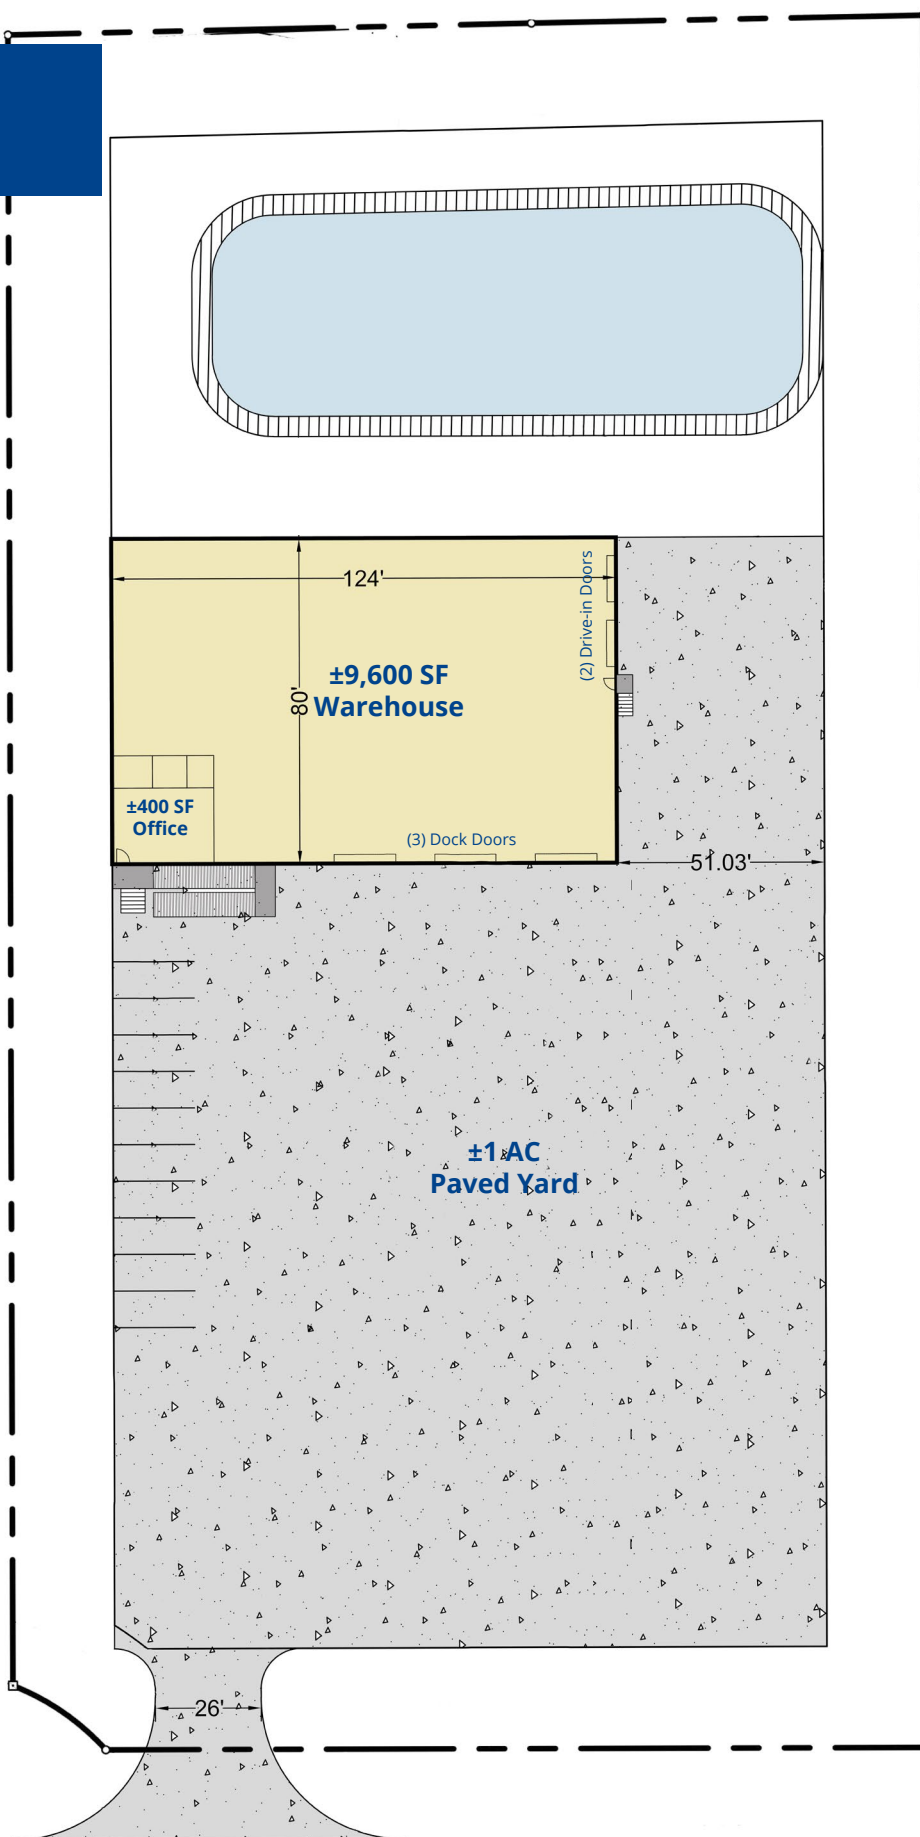 124'
(2) Drive-in Doors
±9,600 SF
Warehouse
80'
±400 SF
Office
(3) Dock Doors
51.03'
±1 AC
Paved Yard
26'